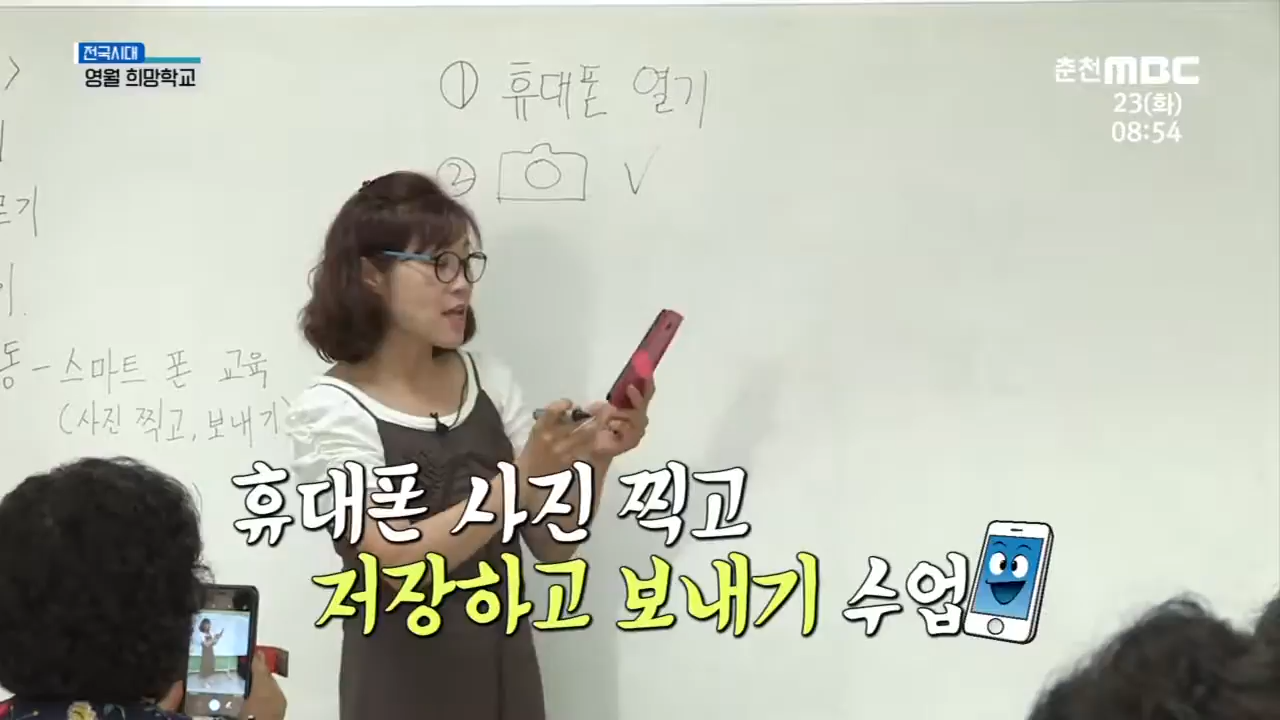 전국시대
영월 희망학교
춘천MBC
23(화)
08:54
① 휴대폰 열기
② V
- 스마트 폰 교육
(사진 찍고, 보내기)
휴대폰 사진 찍고
저장하고 보내기 수업